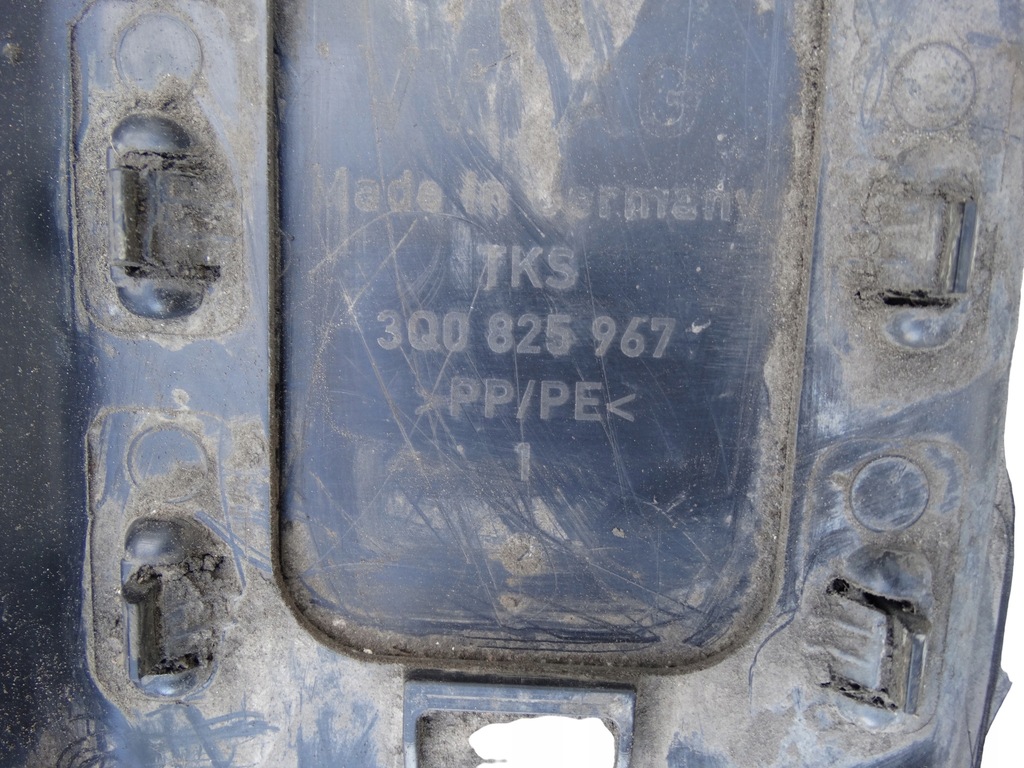 Made in Germany
TKS
3Q0 825 967
>PP/PE<
1